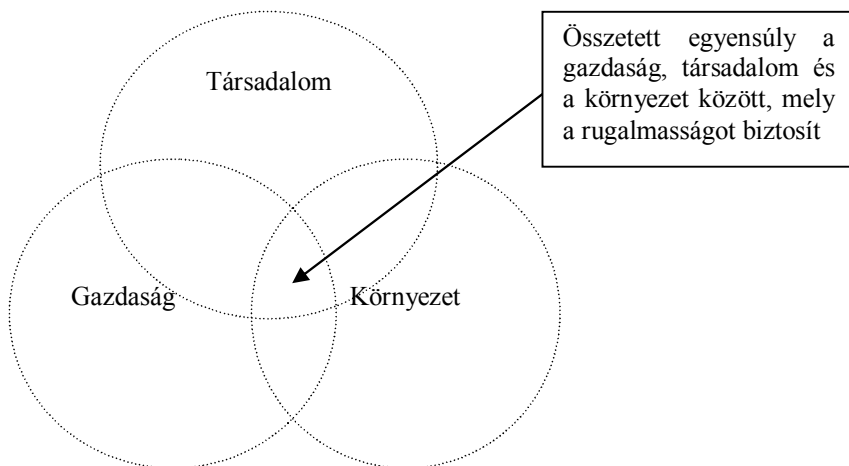 Társadalom
Összetett egyensúly a
gazdaság, társadalom és
a környezet között, mely
a rugalmasságot biztosít
Gazdaság
Környezet